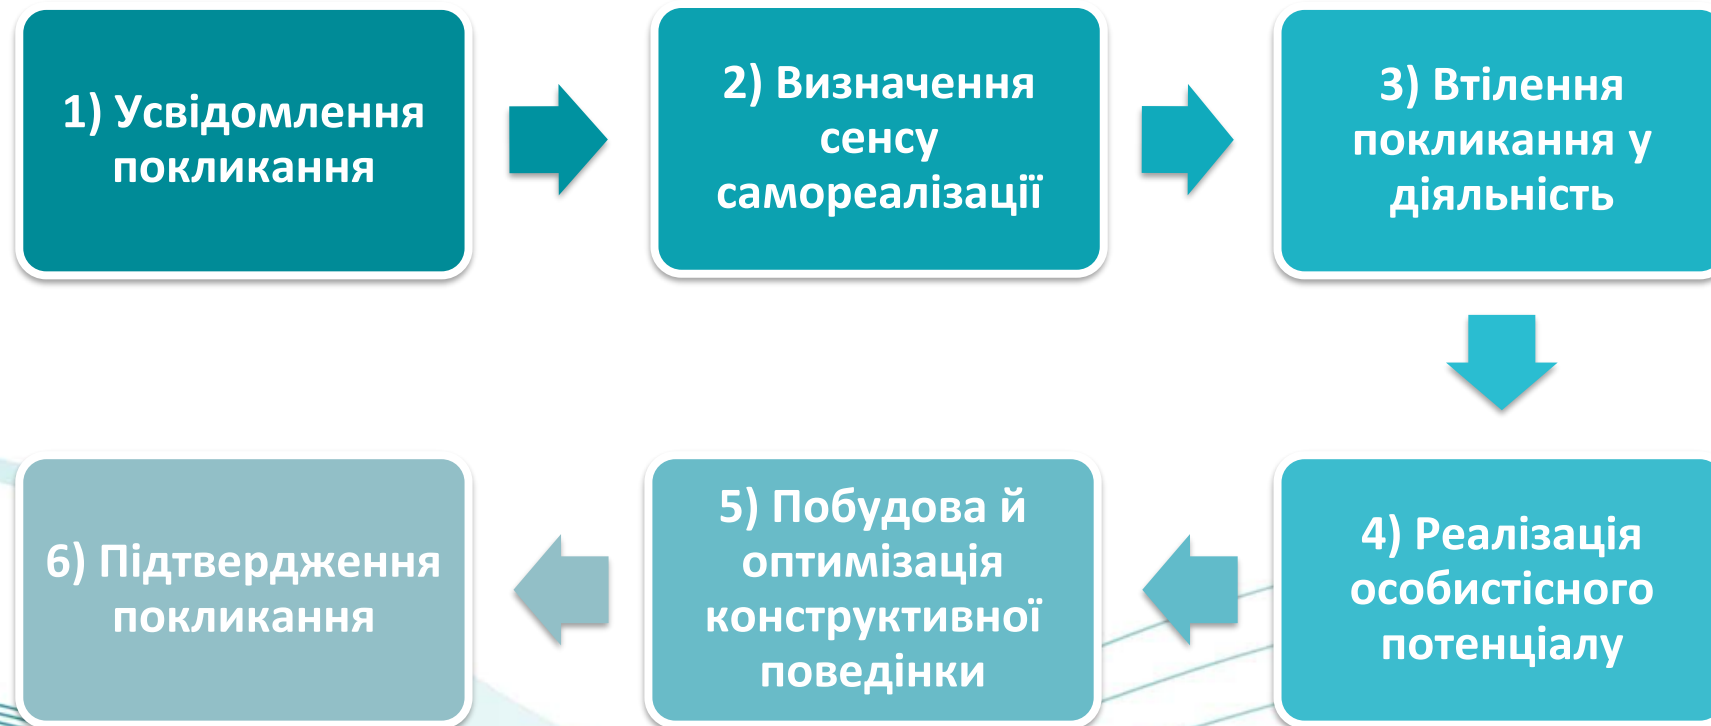 1) Усвідомлення
покликання
2) Визначення
сенсу
самореалізації
3) Втілення
покликання у
діяльність
4) Реалізація
особистісного
потенціалу
5) Побудова й
оптимізація
конструктивної
поведінки
6) Підтвердження
покликання